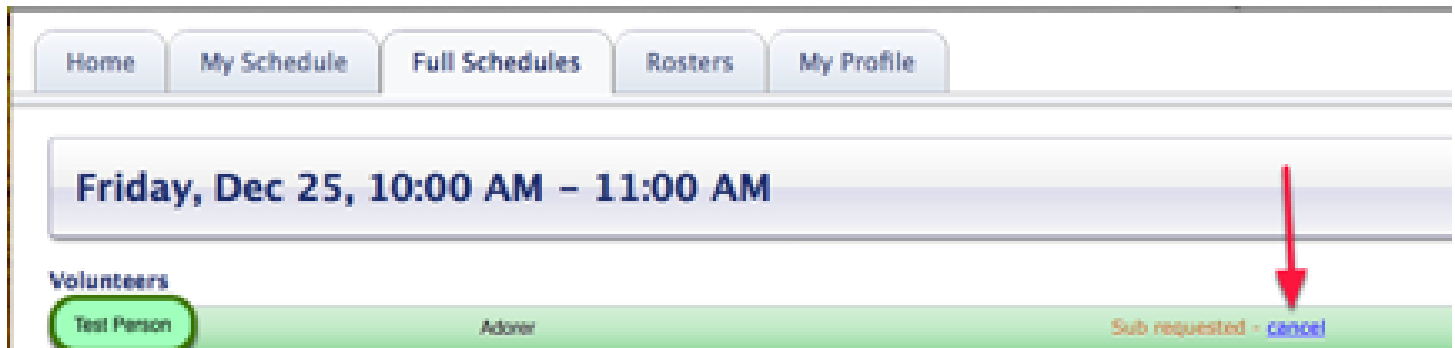 Home My Schedule Full Schedules Rosters My Profile
Friday, Dec 25, 10:00 AM – 11:00 AM
Volunteers
Test Person Adorer Sub requested - cancel